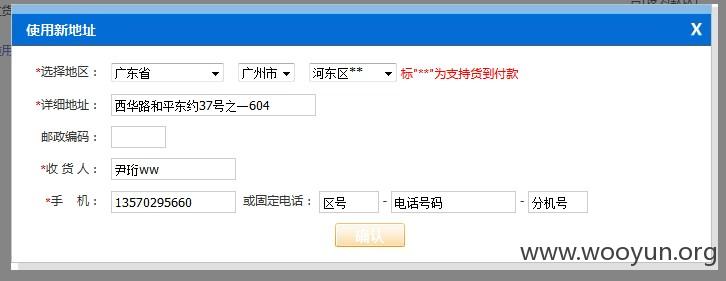 使用新地址 X
*选择地区： 广东省 广州市 河东区** 标"**"为支持货到付款
*详细地址： 西华路和平东约37号之一604
邮政编码：
*收 货 人： 尹珩ww
*手 机： 13570295660 或固定电话： 区号 - 电话号码 - 分机号
确认
www.wooyun.org